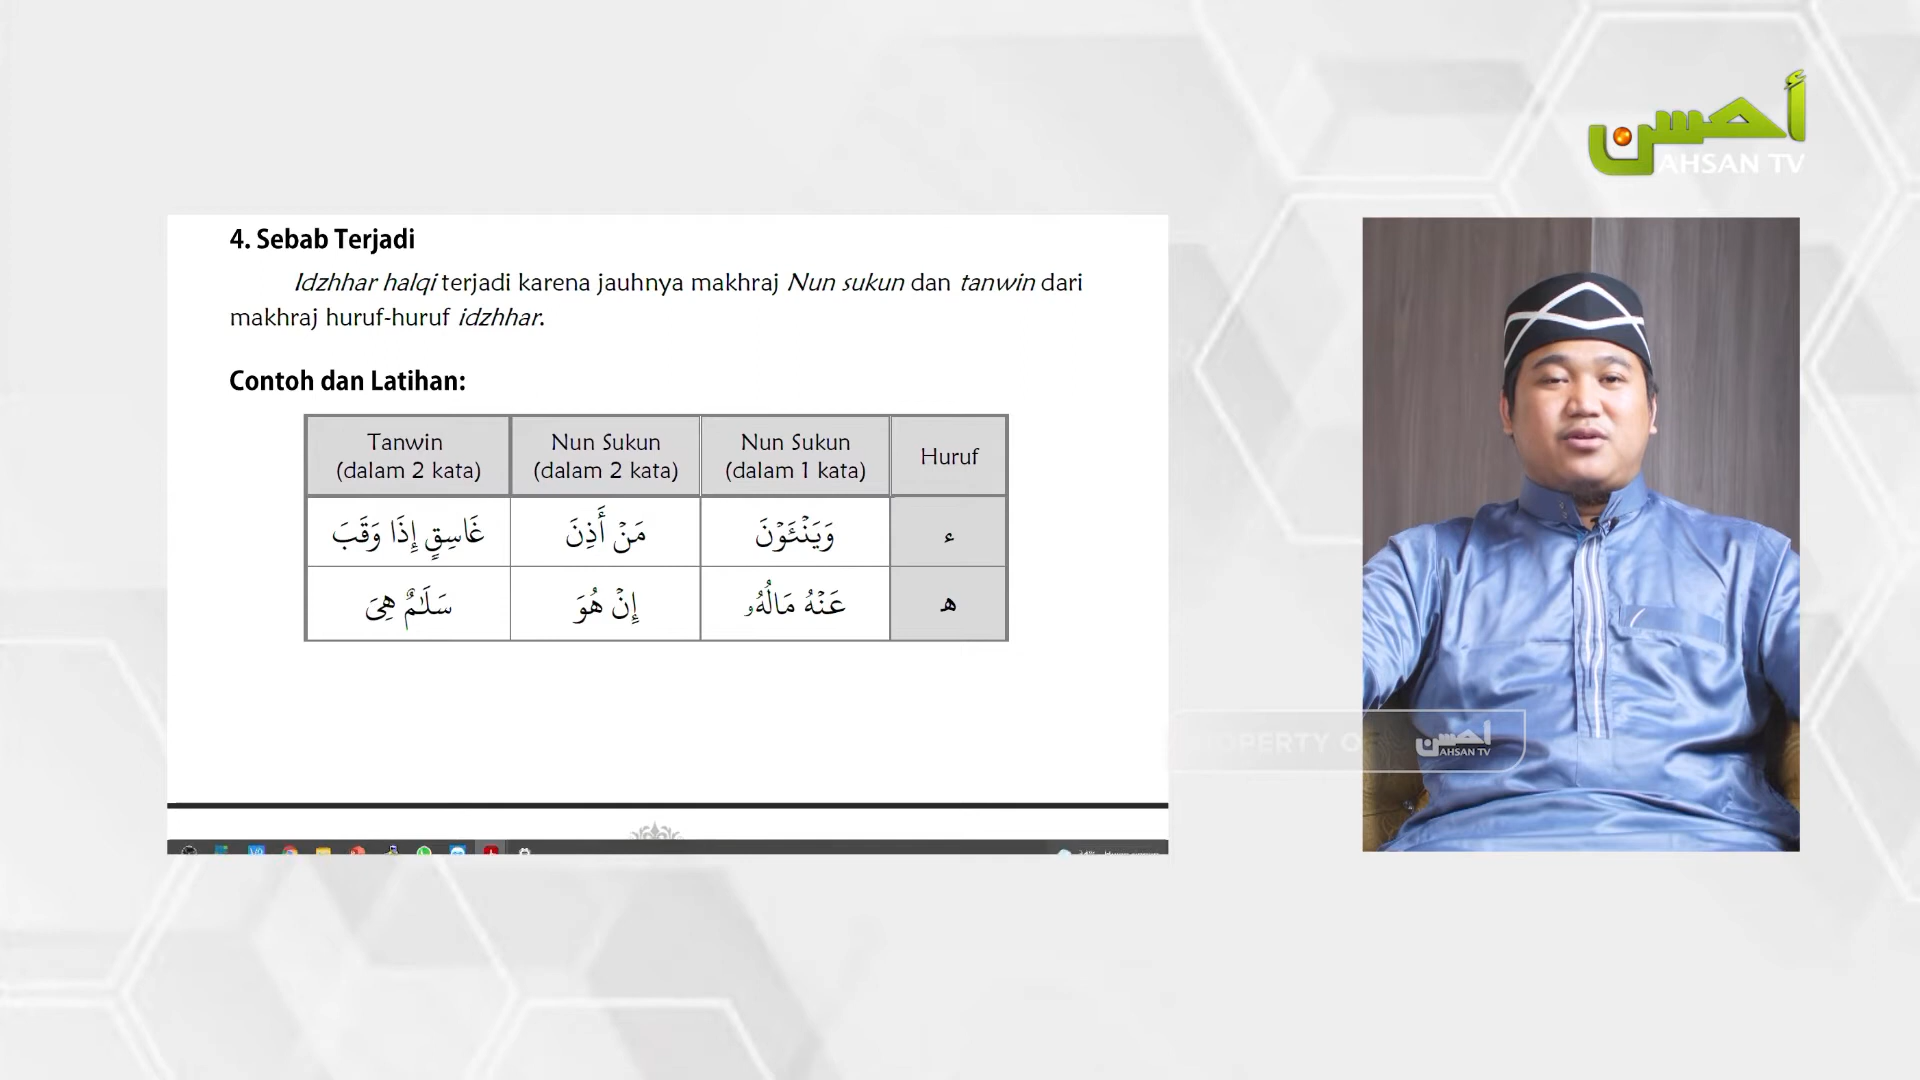 أحسن
AHSAN TV
4. Sebab Terjadi
Idzhhar halqi terjadi karena jauhnya makhraj Nun sukun dan tanwin dari
makhraj huruf-huruf idzhhar.
Contoh dan Latihan:
Tanwin (dalam 2 kata) Nun Sukun (dalam 2 kata) Nun Sukun (dalam 1 kata) Huruf
غَاسِقٍ إِذَا وَقَبَ مَنۡ أَذِنَ وَيَنۡـَٔوۡنَ ء
سَلَـٰمٌ هِىَ إِنۡ هُوَ عَنۡهُ مَالُهُۥ ه
أحسن
AHSAN TV